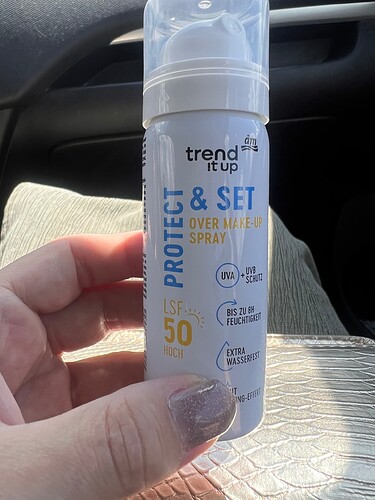 dm
trend
IT UP
PROTECT
& SET
OVER MAKE-UP
SPRAY
UVA + UVB
SCHUTZ
LSF
50
HOCH
BIS ZU 8H
FEUCHTIGKEIT
EXTRA
WASSERFEST